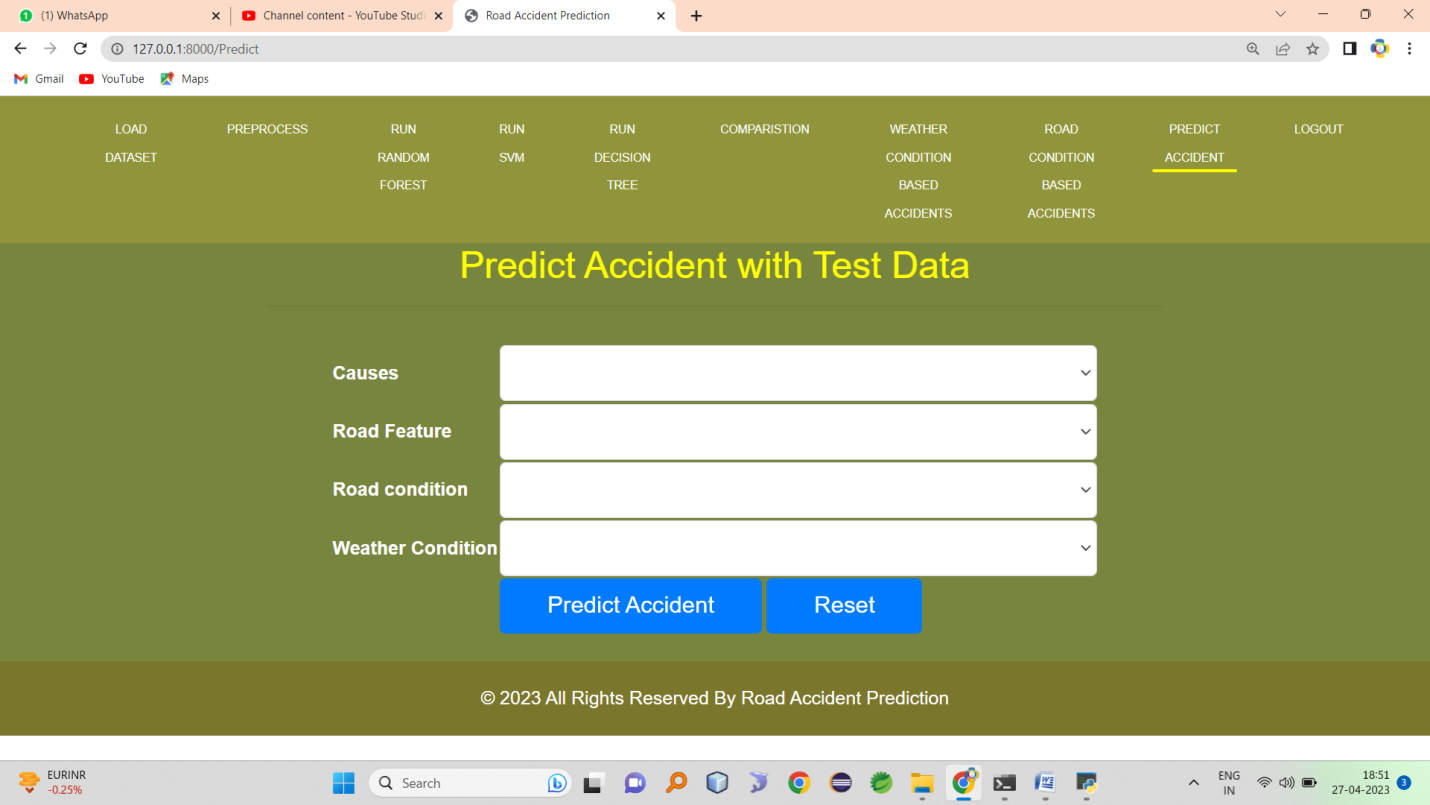 (1) WhatsApp
Channel content - YouTube Studi
Road Accident Prediction
127.0.0.1:8000/Predict
Gmail
YouTube
Maps
LOAD
DATASET
PREPROCESS
RUN
RANDOM
FOREST
RUN
SVM
RUN
DECISION
TREE
COMPARISTION
WEATHER
CONDITION
BASED
ACCIDENTS
ROAD
CONDITION
BASED
ACCIDENTS
PREDICT
ACCIDENT
LOGOUT
Predict Accident with Test Data
Causes
Road Feature
Road condition
Weather Condition
Predict Accident
Reset
© 2023 All Rights Reserved By Road Accident Prediction
EURINR
-0.25%
Search
ENG
IN
18:51
27-04-2023
3